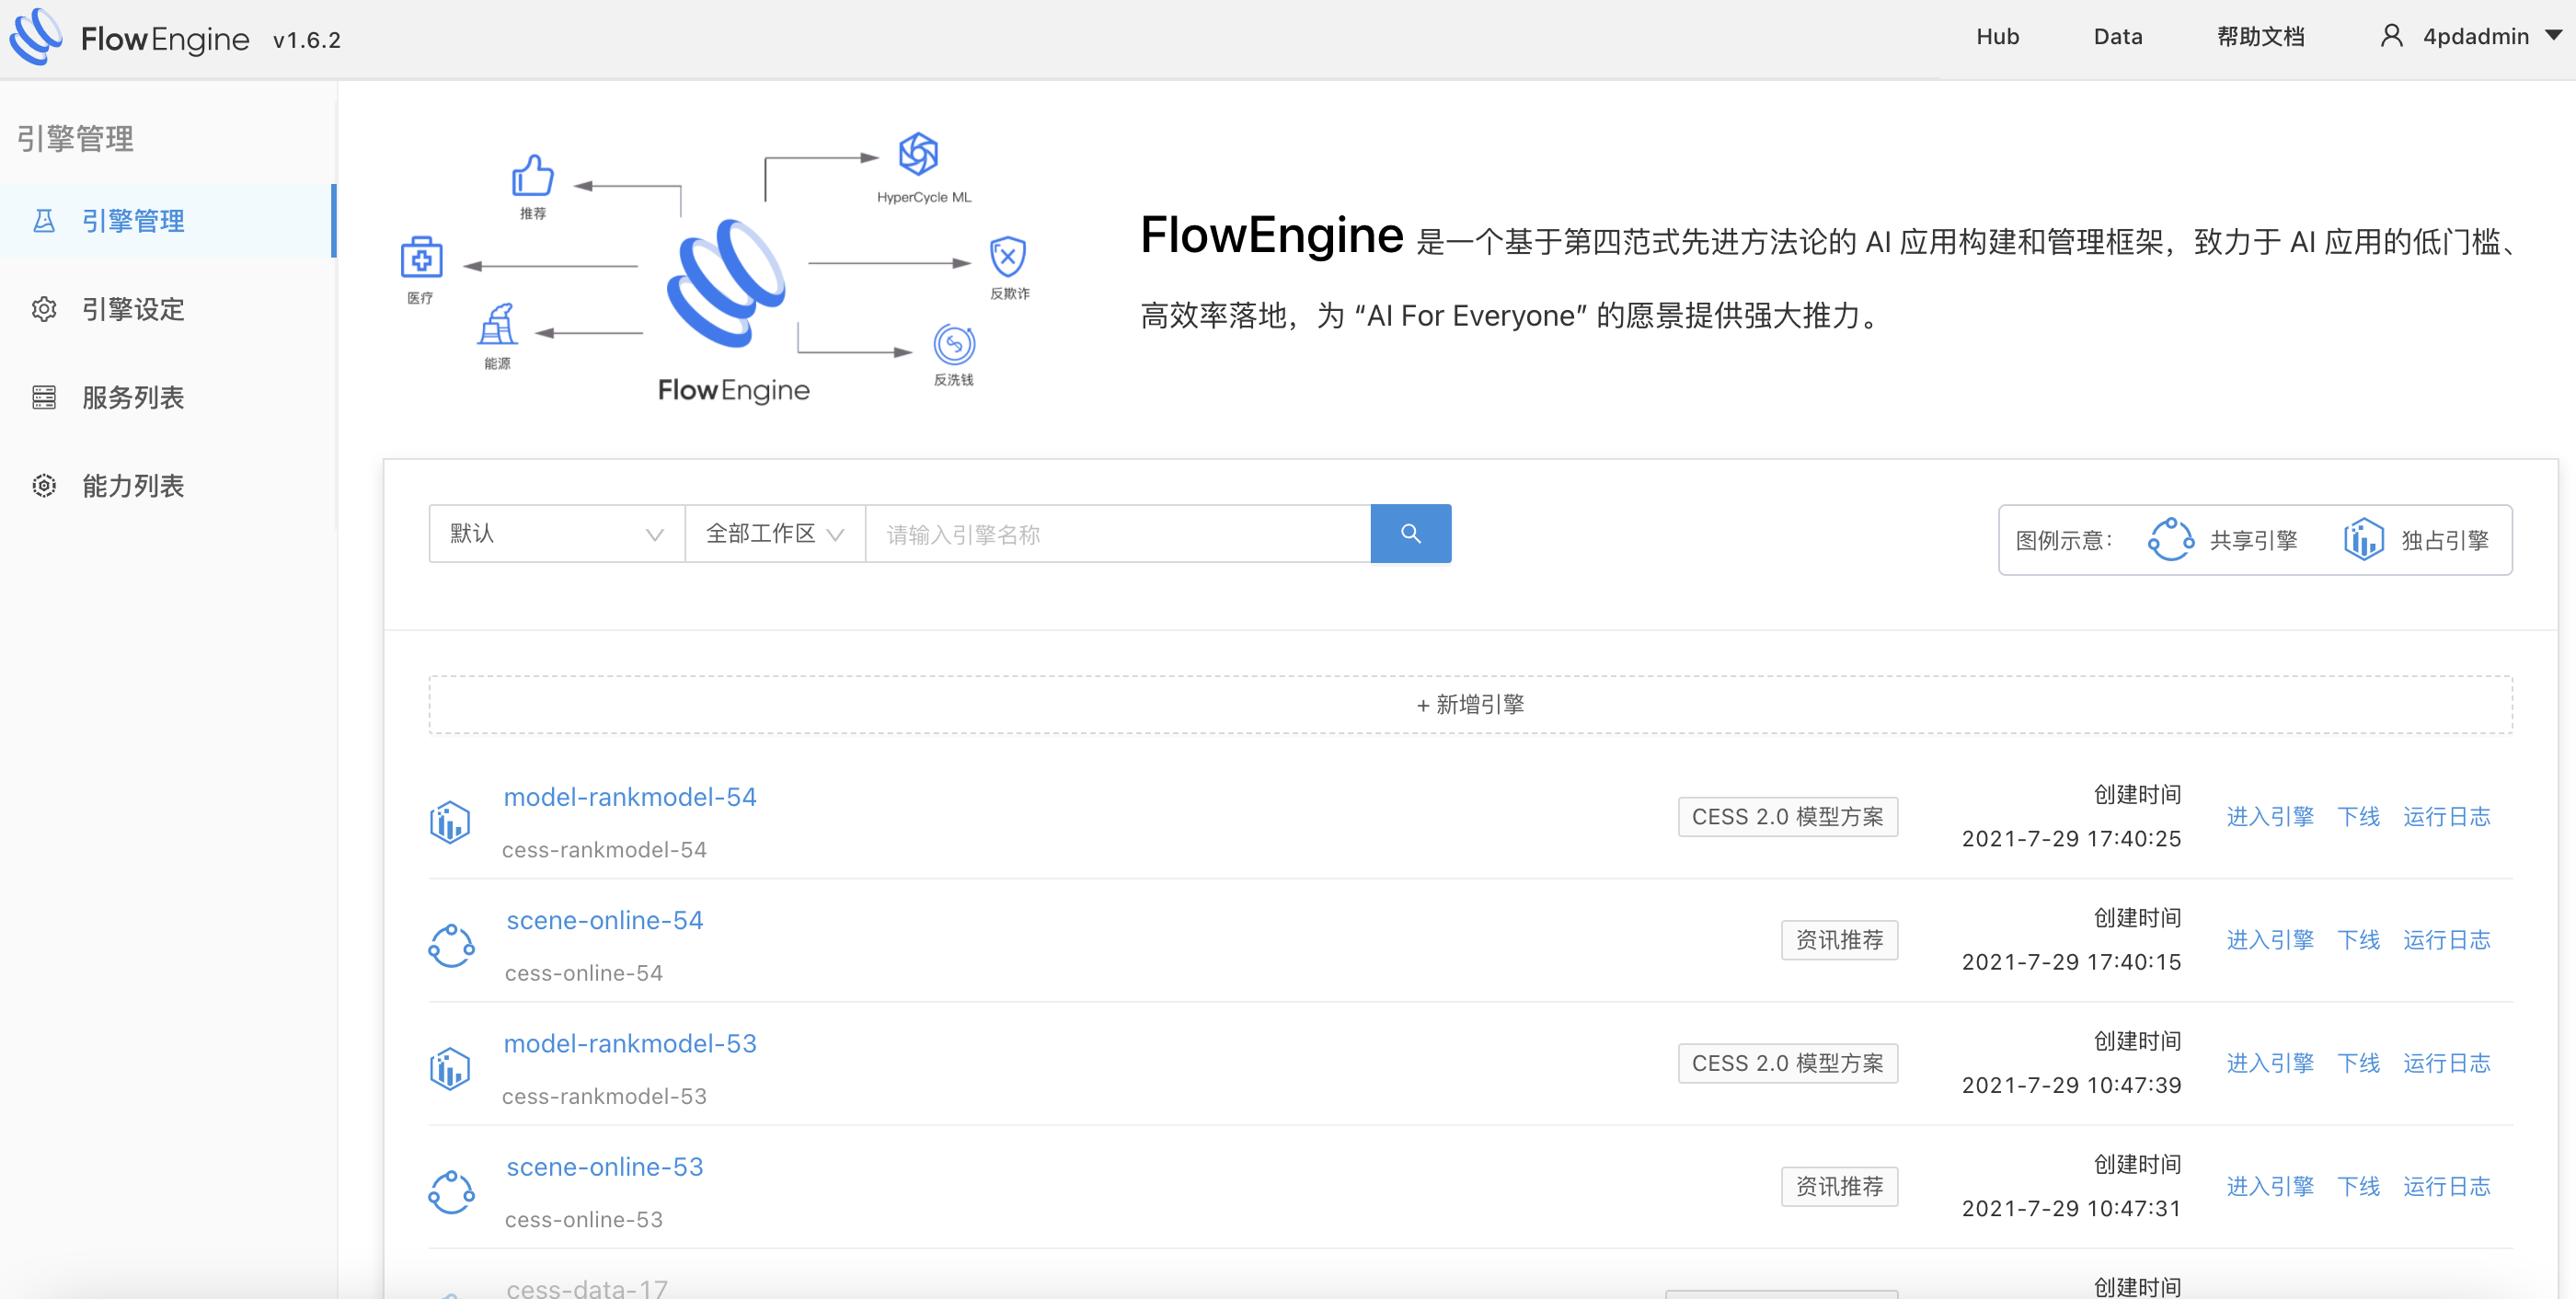 FlowEngine v1.6.2
Hub
Data
帮助文档
4pdadmin
引擎管理
引擎管理
引擎设定
服务列表
能力列表
推荐
HyperCycle ML
医疗
反欺诈
能源
反洗钱
FlowEngine
FlowEngine 是一个基于第四范式先进方法论的 AI 应用构建和管理框架，致力于 AI 应用的低门槛、
高效率落地，为 “AI For Everyone” 的愿景提供强大推力。
默认
全部工作区
请输入引擎名称
图例示意：
共享引擎
独占引擎
+ 新增引擎
model-rankmodel-54
cess-rankmodel-54
CESS 2.0 模型方案
创建时间
2021-7-29 17:40:25
进入引擎 下线 运行日志
scene-online-54
cess-online-54
资讯推荐
创建时间
2021-7-29 17:40:15
进入引擎 下线 运行日志
model-rankmodel-53
cess-rankmodel-53
CESS 2.0 模型方案
创建时间
2021-7-29 10:47:39
进入引擎 下线 运行日志
scene-online-53
cess-online-53
资讯推荐
创建时间
2021-7-29 10:47:31
进入引擎 下线 运行日志
cess-data-17
创建时间